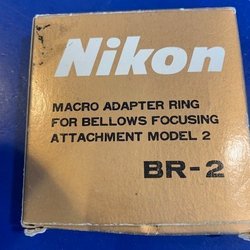 Nikon
MACRO ADAPTER RING
FOR BELLOWS FOCUSING
ATTACHMENT MODEL 2
BR-2